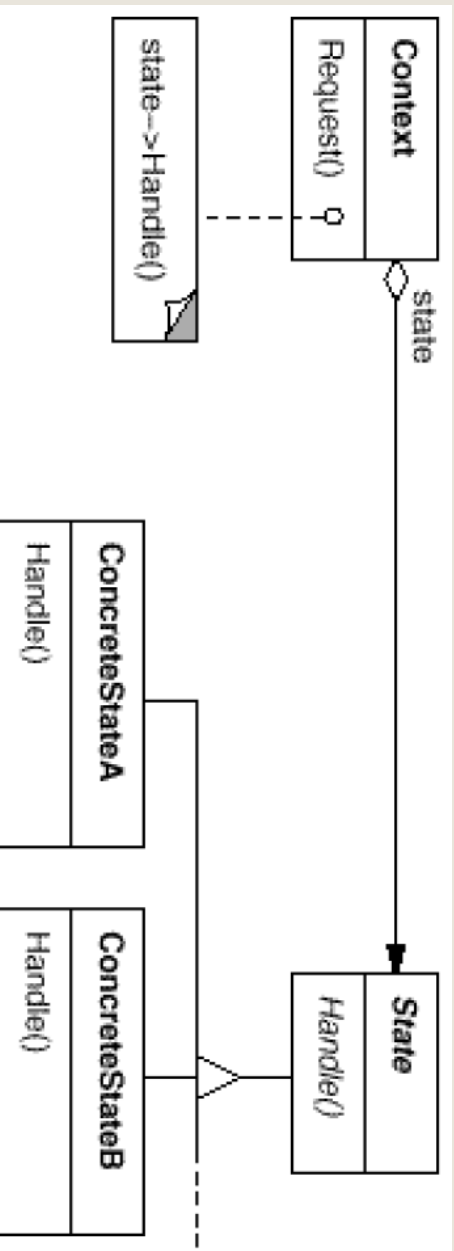 Context
Request()
state
State
Handle()
state->Handle()
ConcreteStateA
Handle()
ConcreteStateB
Handle()